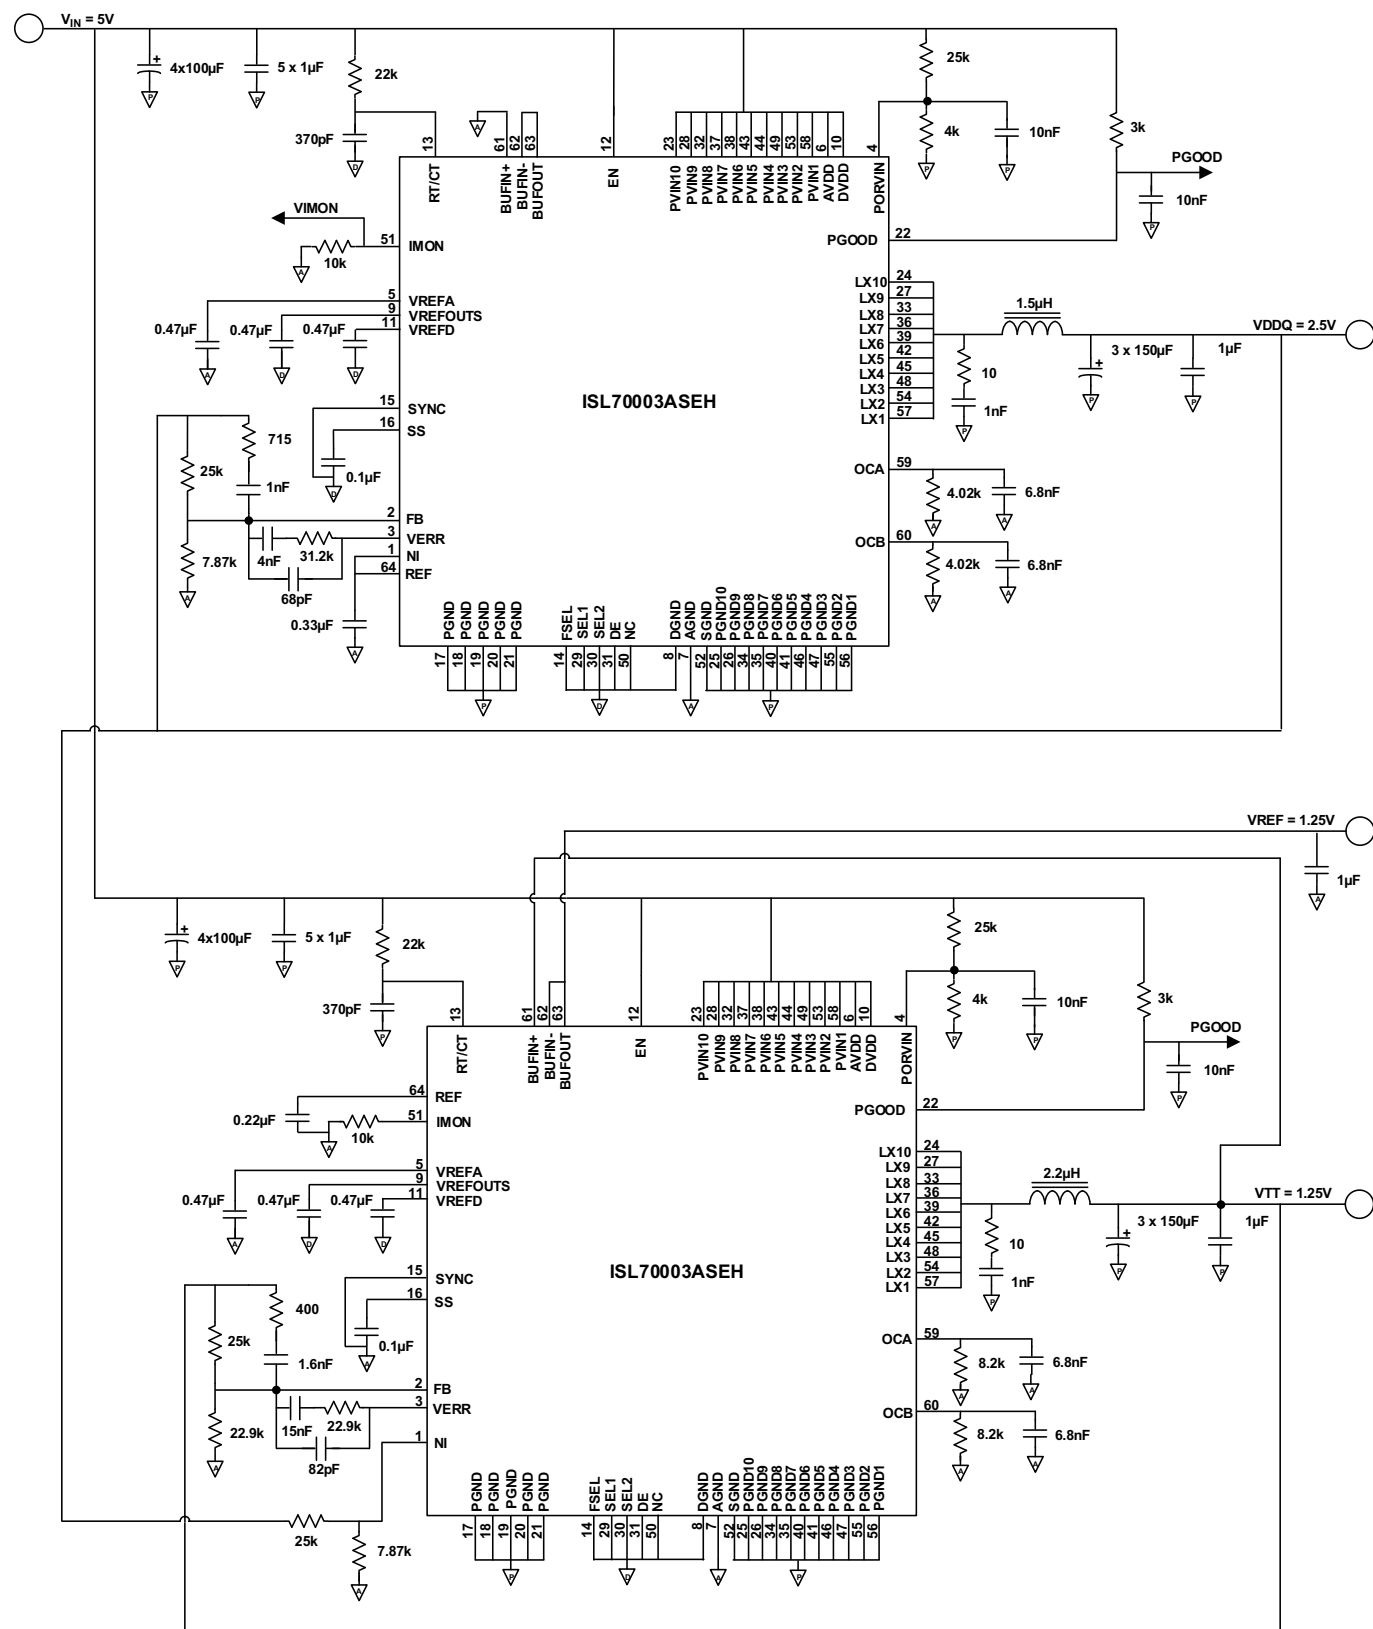 VIN = 5V
4x100µF
5 x 1µF
22k
25k
370pF
4k
10nF
3k
PGOOD
10nF
13
61
62
63
12
23
28
32
37
38
43
44
49
53
58
6
10
4
RT/CT
BUFIN+
BUFIN-
BUFOUT
EN
PVIN10
PVIN9
PVIN8
PVIN7
PVIN6
PVIN5
PVIN4
PVIN3
PVIN2
PVIN1
AVDD
DVDD
PORVIN
VIMON
10k
51 IMON
PGOOD 22
5 VREFA
9 VREFOUTS
11 VREFD
0.47µF
0.47µF
0.47µF
LX10 24
LX9 27
LX8 33
LX7 36
LX6 39
LX5 42
LX4 45
LX3 48
LX2 54
LX1 57
1.5µH
VDDQ = 2.5V
3 x 150µF
1µF
10
1nF
ISL70003ASEH
15 SYNC
16 SS
0.1µF
715
25k
1nF
2 FB
3 VERR
1 NI
64 REF
4nF
31.2k
7.87k
68pF
0.33µF
OCA 59
4.02k
6.8nF
OCB 60
4.02k
6.8nF
PGND
PGND
PGND
PGND
PGND
FSEL
SEL1
SEL2
DE
NC
DGND
AGND
SGND
PGND10
PGND9
PGND8
PGND7
PGND6
PGND5
PGND4
PGND3
PGND2
PGND1
17
18
19
20
21
14
29
30
31
50
8
7
52
25
26
34
35
40
41
46
47
55
56
VREF = 1.25V
1µF
4x100µF
5 x 1µF
22k
25k
370pF
4k
10nF
3k
PGOOD
10nF
13
61
62
63
12
23
28
32
37
38
43
44
49
53
58
6
10
4
RT/CT
BUFIN+
BUFIN-
BUFOUT
EN
PVIN10
PVIN9
PVIN8
PVIN7
PVIN6
PVIN5
PVIN4
PVIN3
PVIN2
PVIN1
AVDD
DVDD
PORVIN
64 REF
0.22µF
51 IMON
10k
PGOOD 22
5 VREFA
9 VREFOUTS
11 VREFD
0.47µF
0.47µF
0.47µF
LX10 24
LX9 27
LX8 33
LX7 36
LX6 39
LX5 42
LX4 45
LX3 48
LX2 54
LX1 57
2.2µH
VTT = 1.25V
3 x 150µF
1µF
10
1nF
ISL70003ASEH
15 SYNC
16 SS
0.1µF
400
25k
1.6nF
2 FB
3 VERR
1 NI
15nF
22.9k
22.9k
82pF
OCA 59
8.2k
6.8nF
OCB 60
8.2k
6.8nF
25k
7.87k
PGND
PGND
PGND
PGND
PGND
FSEL
SEL1
SEL2
DE
NC
DGND
AGND
SGND
PGND10
PGND9
PGND8
PGND7
PGND6
PGND5
PGND4
PGND3
PGND2
PGND1
17
18
19
20
21
14
29
30
31
50
8
7
52
25
26
34
35
40
41
46
47
55
56